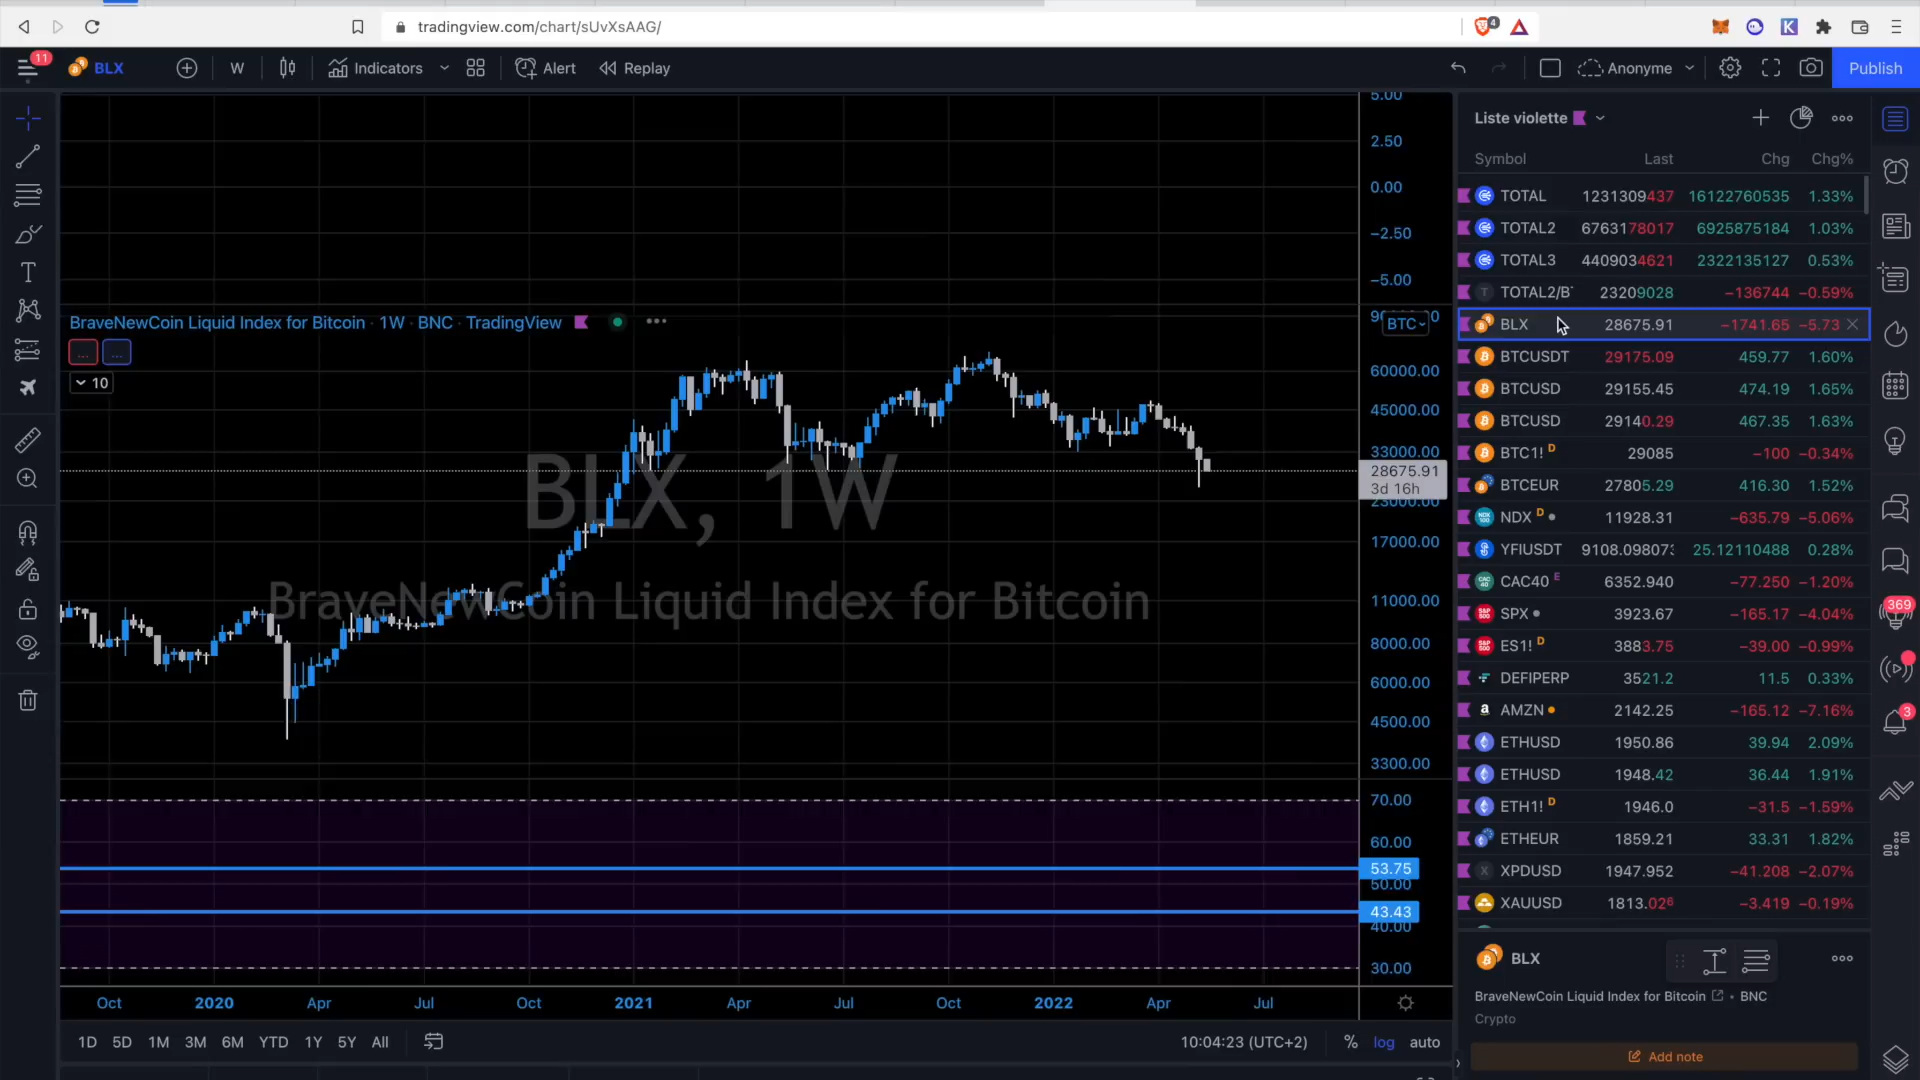 tradingview.com/chart/sUvXsAAG/
4
11
BLX
W
Indicators
Alert
Replay
Anonyme
Publish
5.00
2.50
0.00
−2.50
−5.00
BraveNewCoin Liquid Index for Bitcoin · 1W · BNC · TradingView
...
...
10
BTC
60000.00
45000.00
33000.00
28675.91
3d 16h
23000.00
17000.00
11000.00
8000.00
6000.00
4500.00
3300.00
BLX, 1W
BraveNewCoin Liquid Index for Bitcoin
70.00
60.00
53.75
50.00
43.43
40.00
30.00
Oct 2020 Apr Jul Oct 2021 Apr Jul Oct 2022 Apr Jul
1D 5D 1M 3M 6M YTD 1Y 5Y All
10:04:23 (UTC+2) % log auto
Liste violette
Symbol Last Chg Chg%
TOTAL 1231309437 16122760535 1.33%
TOTAL2 6763178017 6925875184 1.03%
TOTAL3 4409034621 2322135127 0.53%
TOTAL2/B 23209028 −136744 −0.59%
BLX 28675.91 −1741.65 −5.73
BTCUSDT 29175.09 459.77 1.60%
BTCUSD 29155.45 474.19 1.65%
BTCUSD 29140.29 467.35 1.63%
BTC1! D 29085 −100 −0.34%
BTCEUR 27805.29 416.30 1.52%
NDX D 11928.31 −635.79 −5.06%
YFIUSDT 9108.098073 25.12110488 0.28%
CAC40 E 6352.940 −77.250 −1.20%
SPX 3923.67 −165.17 −4.04%
ES1! D 3883.75 −39.00 −0.99%
DEFIPERP 3521.2 11.5 0.33%
AMZN 2142.25 −165.12 −7.16%
ETHUSD 1950.86 39.94 2.09%
ETHUSD 1948.42 36.44 1.91%
ETH1! D 1946.0 −31.5 −1.59%
ETHEUR 1859.21 33.31 1.82%
XPDUSD 1947.952 −41.208 −2.07%
XAUUSD 1813.026 −3.419 −0.19%
BLX
BraveNewCoin Liquid Index for Bitcoin • BNC
Crypto
Add note
369
3